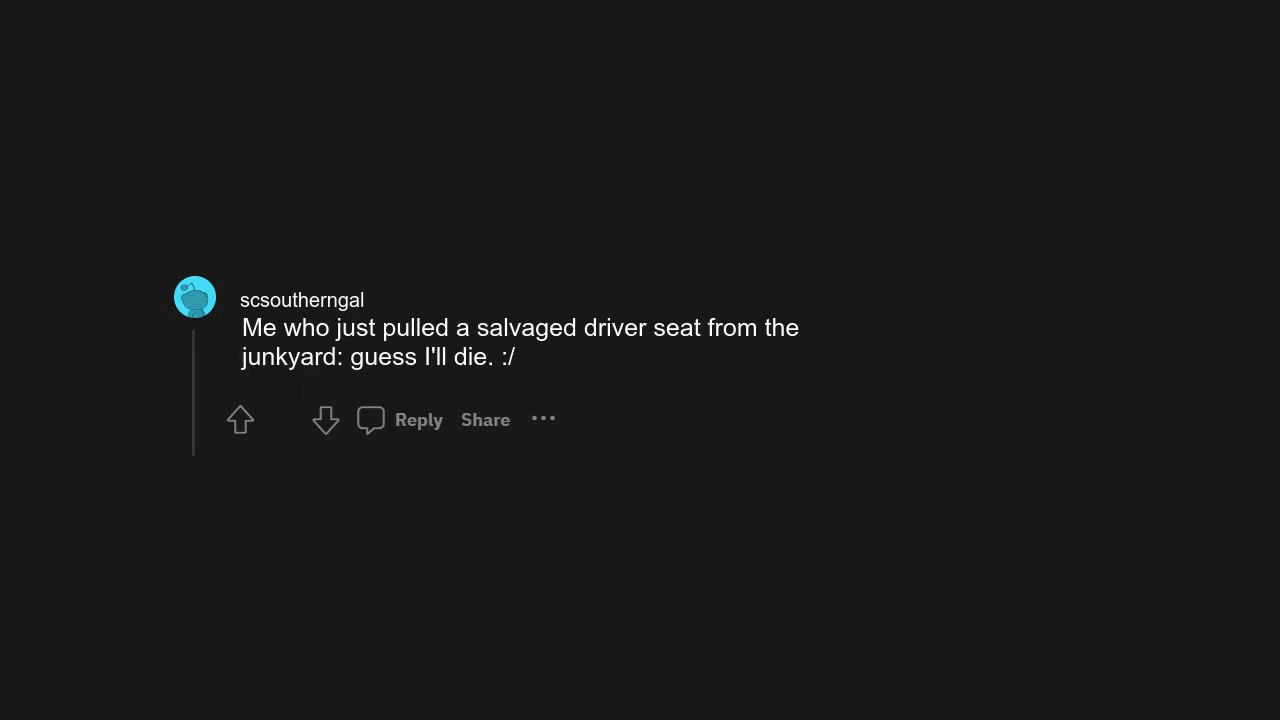 scsoutherngal
Me who just pulled a salvaged driver seat from the
junkyard: guess I'll die. :/
Reply Share